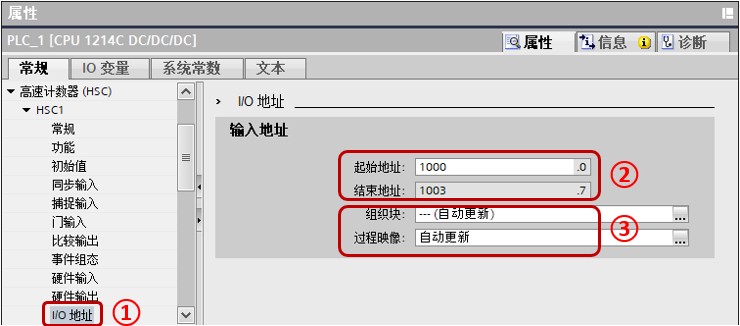 属性
PLC_1 [CPU 1214C DC/DC/DC]
属性 信息 诊断
常规 IO 变量 系统常数 文本
高速计数器 (HSC)
HSC1
常规
功能
初始值
同步输入
捕捉输入
门输入
比较输出
事件组态
硬件输入
硬件输出
I/O 地址
①
I/O 地址
输入地址
起始地址: 1000 .0
结束地址: 1003 .7
②
组织块: --- (自动更新) ...
过程映像: 自动更新 ...
③